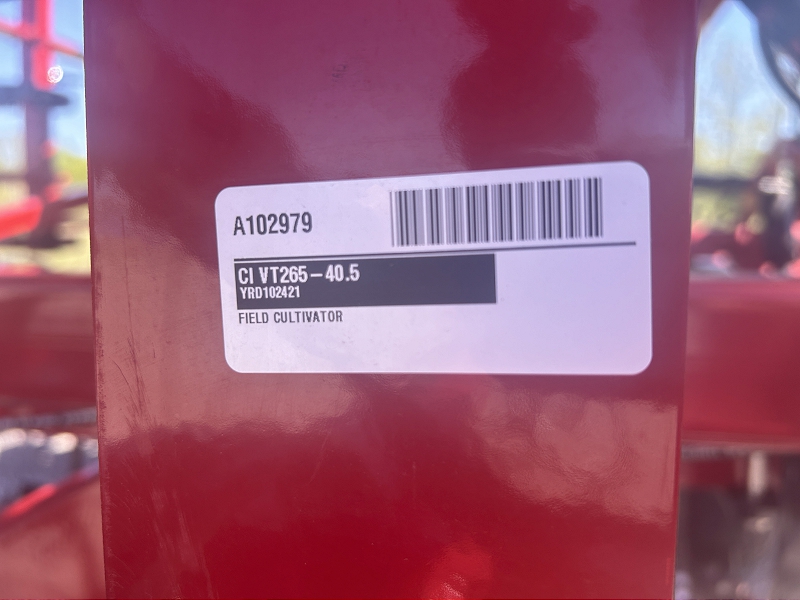 A102979
CI VT265-40.5
YRD102421
FIELD CULTIVATOR